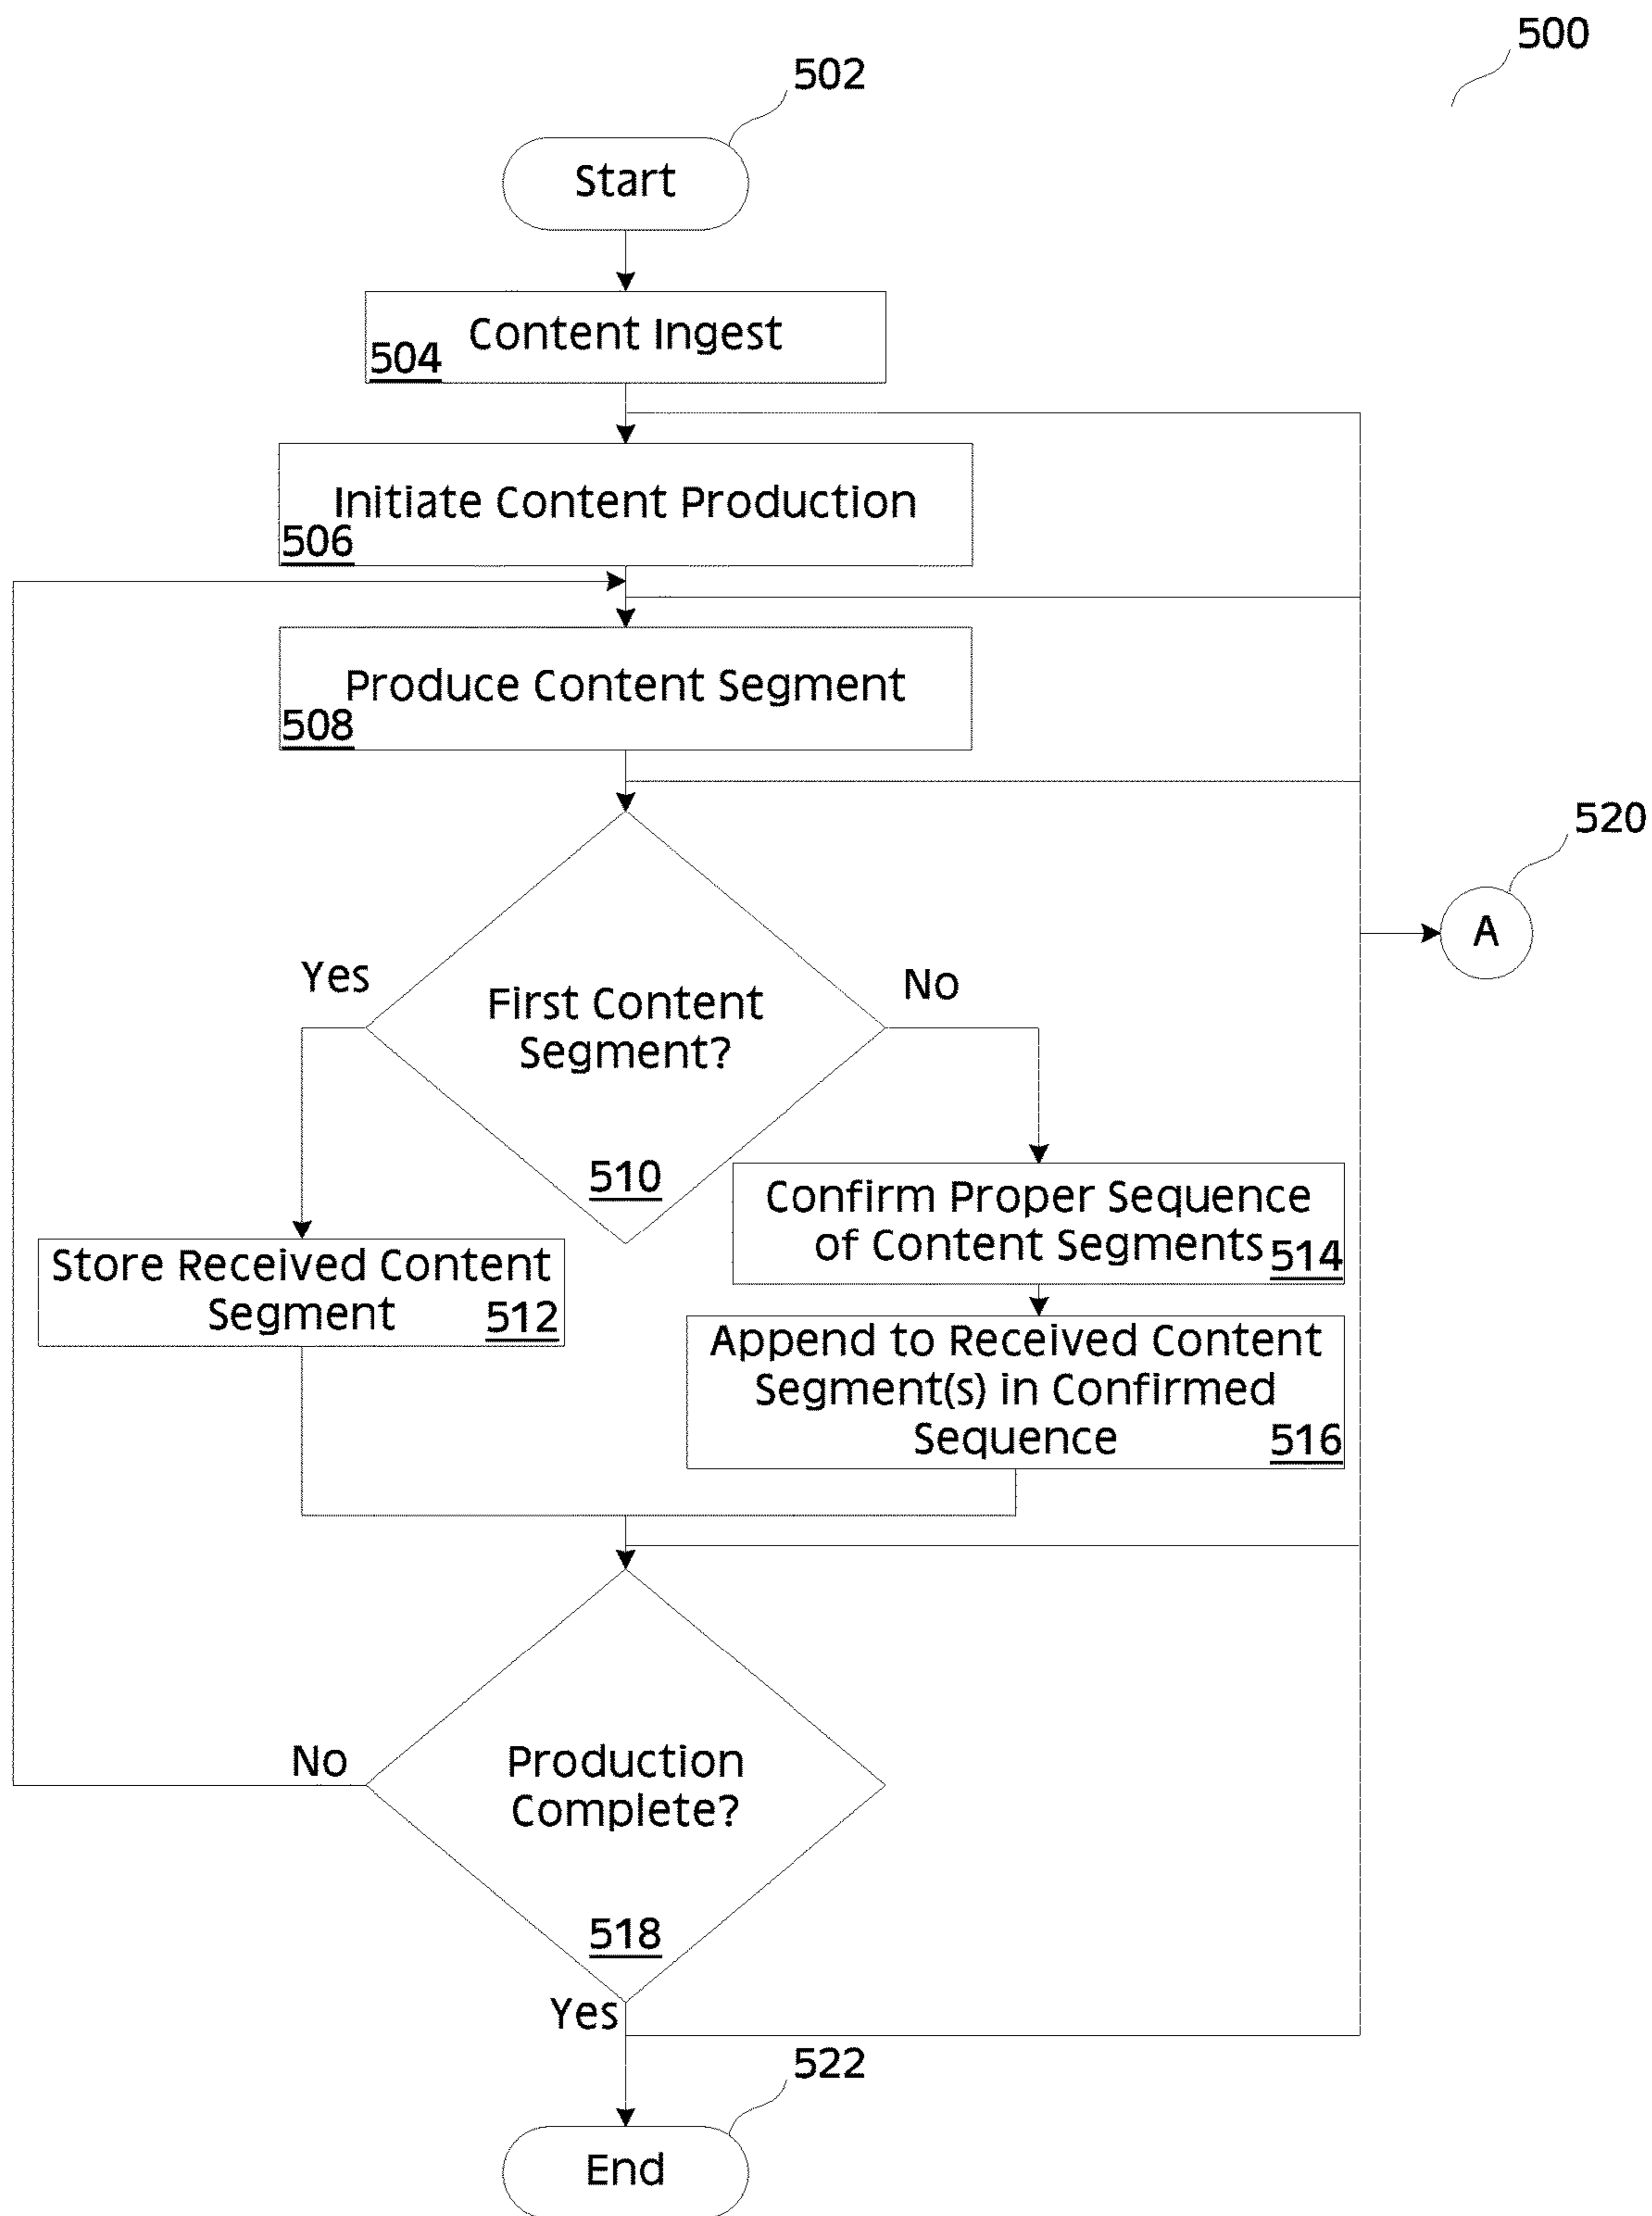 500
502
Start
Content Ingest
504
Initiate Content Production
506
Produce Content Segment
508
520
A
Yes
No
First Content
Segment?
510
Confirm Proper Sequence
of Content Segments
514
Store Received Content
Segment
512
Append to Received Content
Segment(s) in Confirmed
Sequence
516
No
Production
Complete?
518
Yes
522
End